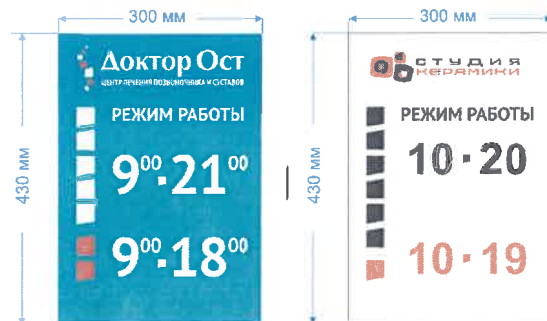 300 мм
430 мм
Доктор Ост
ЦЕНТР ЛЕЧЕНИЯ ПОЗВОНОЧНИКА И СУСТАВОВ
РЕЖИМ РАБОТЫ
9⁰⁰-21⁰⁰
9⁰⁰-18⁰⁰
300 мм
430 мм
СТУДИЯ
КЕРАМИКИ
РЕЖИМ РАБОТЫ
10 - 20
10 - 19